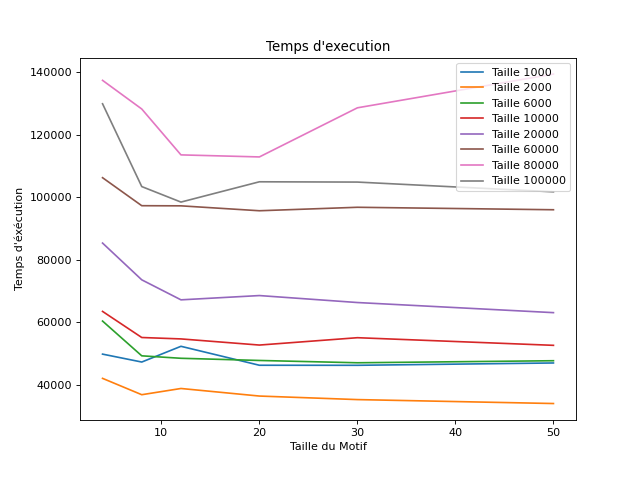 Temps d'execution
140000
120000
100000
80000
60000
40000
Temps d'éxécution
10
20
30
40
50
Taille du Motif
Taille 1000
Taille 2000
Taille 6000
Taille 10000
Taille 20000
Taille 60000
Taille 80000
Taille 100000